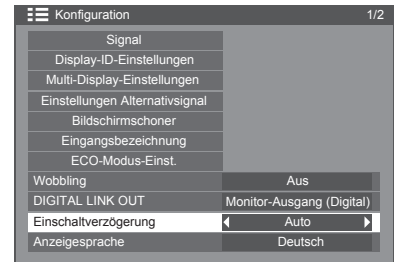 Konfiguration 1/2
Signal
Display-ID-Einstellungen
Multi-Display-Einstellungen
Einstellungen Alternativsignal
Bildschirmschoner
Eingangsbezeichnung
ECO-Modus-Einst.
Wobbling Aus
DIGITAL LINK OUT Monitor-Ausgang (Digital)
Einschaltverzögerung Auto
Anzeigesprache Deutsch